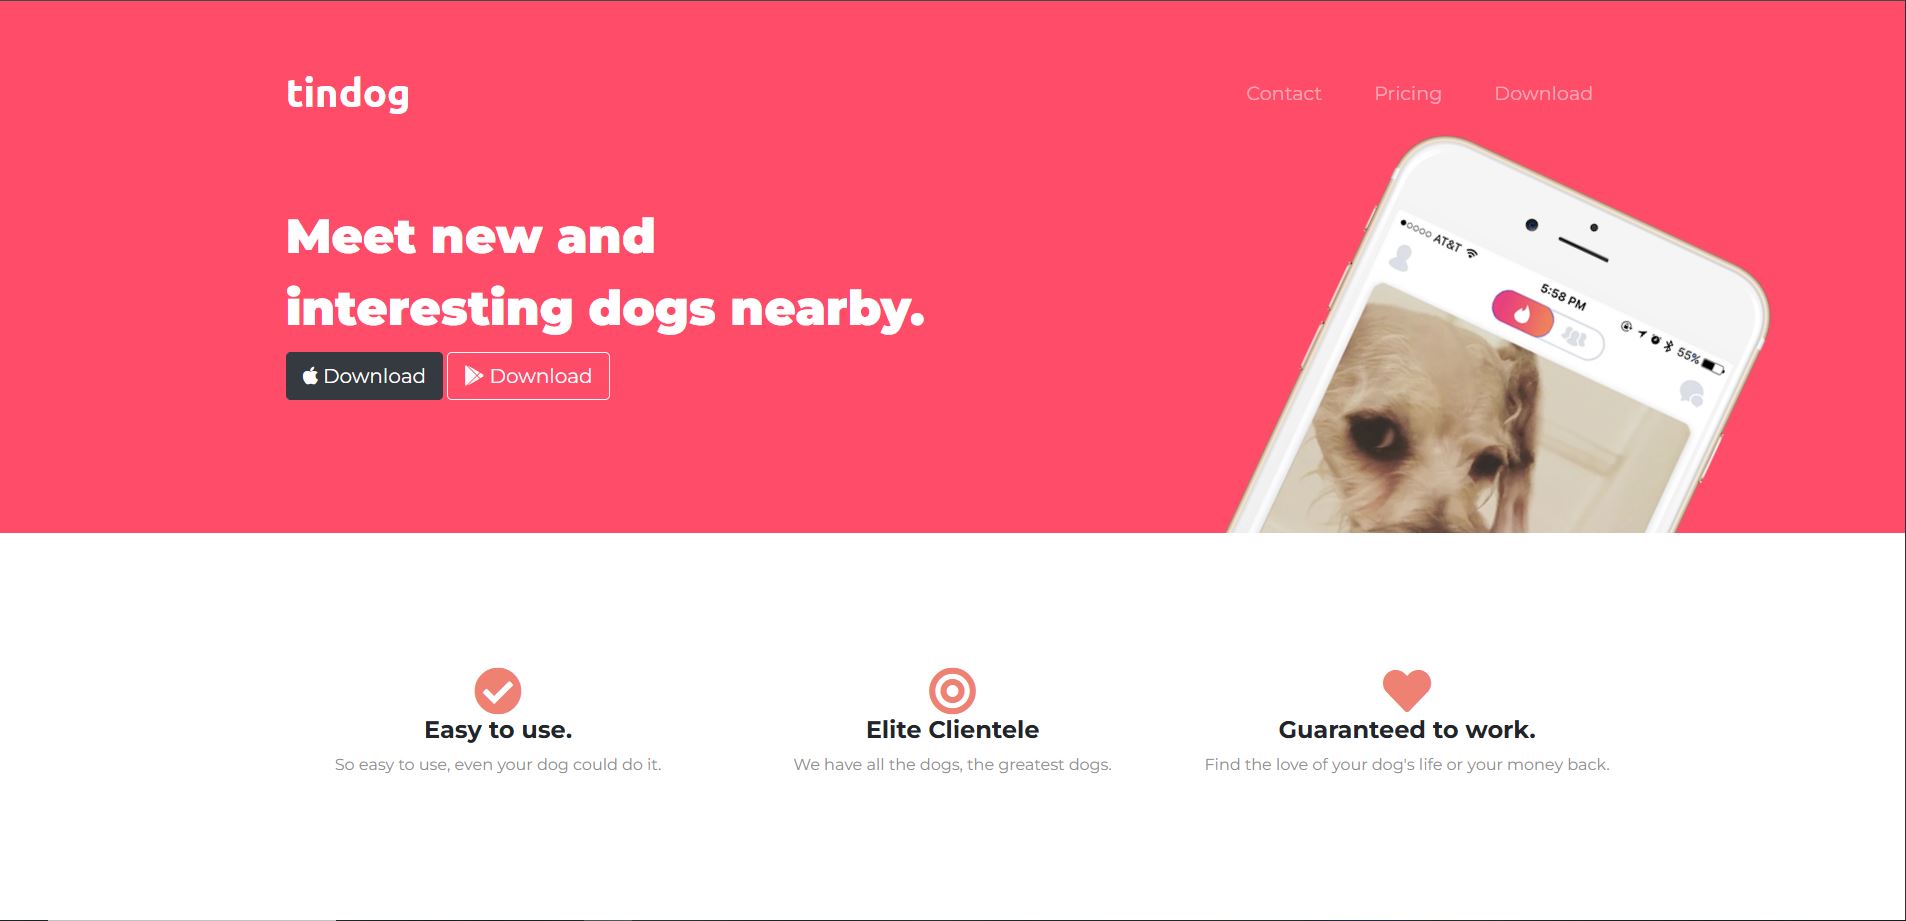 tindog
Contact Pricing Download
Meet new and
interesting dogs nearby.
Download Download
AT&T
5:58 PM
55%
Easy to use.
So easy to use, even your dog could do it.
Elite Clientele
We have all the dogs, the greatest dogs.
Guaranteed to work.
Find the love of your dog's life or your money back.